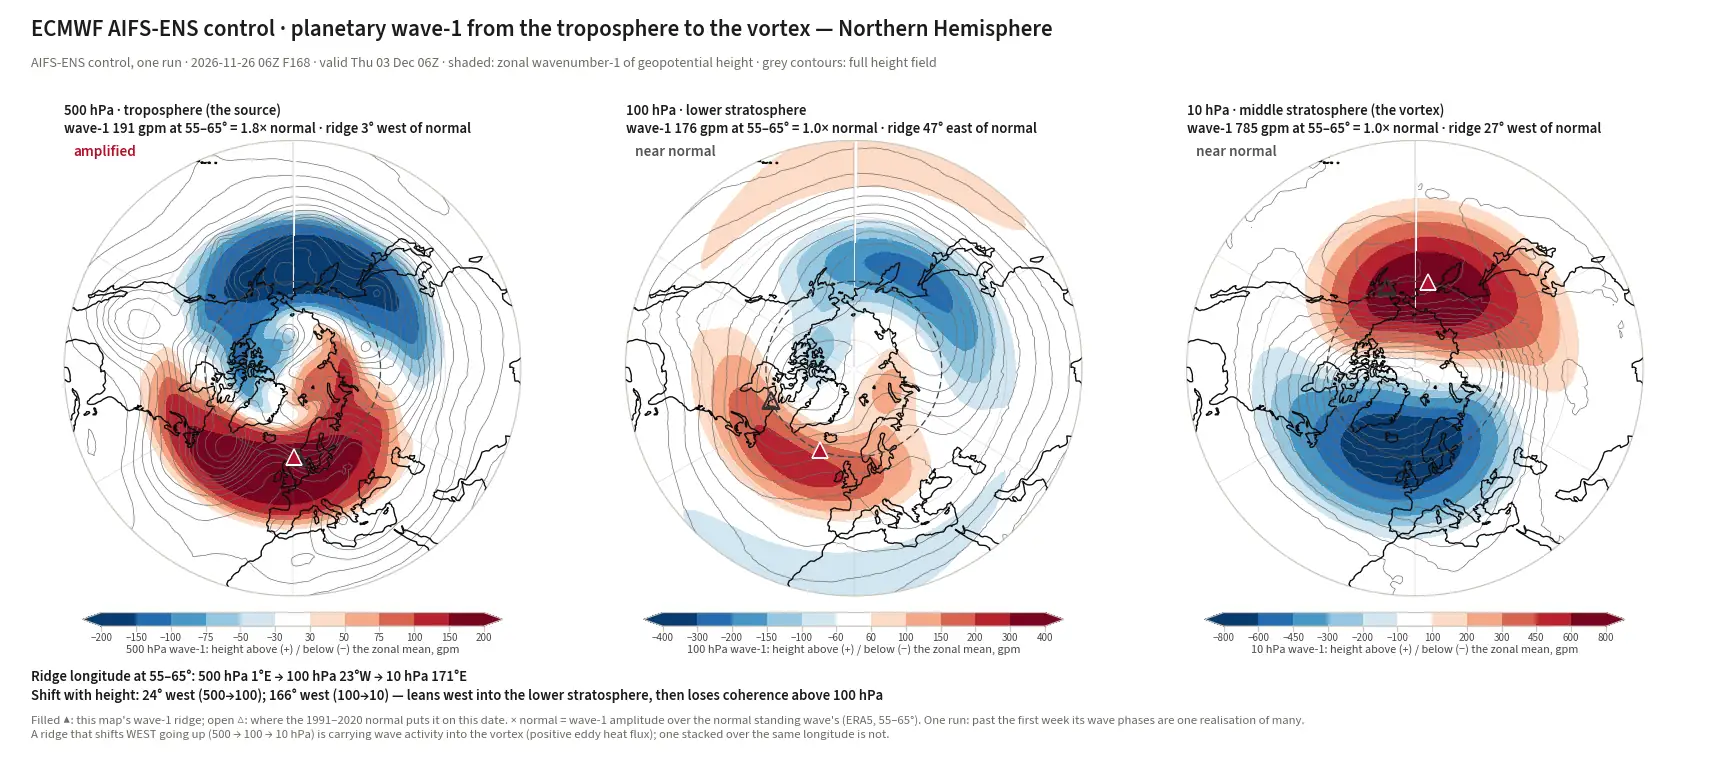 ECMWF AIFS-ENS control · planetary wave-1 from the troposphere to the vortex — Northern Hemisphere
AIFS-ENS control, one run · 2026-11-26 06Z F168 · valid Thu 03 Dec 06Z · shaded: zonal wavenumber-1 of geopotential height · grey contours: full height field
500 hPa · troposphere (the source)
wave-1 191 gpm at 55–65° = 1.8× normal · ridge 3° west of normal
amplified
100 hPa · lower stratosphere
wave-1 176 gpm at 55–65° = 1.0× normal · ridge 47° east of normal
near normal
10 hPa · middle stratosphere (the vortex)
wave-1 785 gpm at 55–65° = 1.0× normal · ridge 27° west of normal
near normal
−200 −150 −100 −75 −50 −30 30 50 75 100 150 200
500 hPa wave-1: height above (+) / below (−) the zonal mean, gpm
−400 −300 −200 −150 −100 −60 60 100 150 200 300 400
100 hPa wave-1: height above (+) / below (−) the zonal mean, gpm
−800 −600 −450 −300 −200 −100 100 200 300 450 600 800
10 hPa wave-1: height above (+) / below (−) the zonal mean, gpm
Ridge longitude at 55–65°: 500 hPa 1°E → 100 hPa 23°W → 10 hPa 171°E
Shift with height: 24° west (500→100); 166° west (100→10) — leans west into the lower stratosphere, then loses coherence above 100 hPa
Filled ▲: this map's wave-1 ridge; open △: where the 1991–2020 normal puts it on this date. × normal = wave-1 amplitude over the normal standing wave's (ERA5, 55–65°). One run: past the first week its wave phases are one realisation of many.
A ridge that shifts WEST going up (500 → 100 → 10 hPa) is carrying wave activity into the vortex (positive eddy heat flux); one stacked over the same longitude is not.